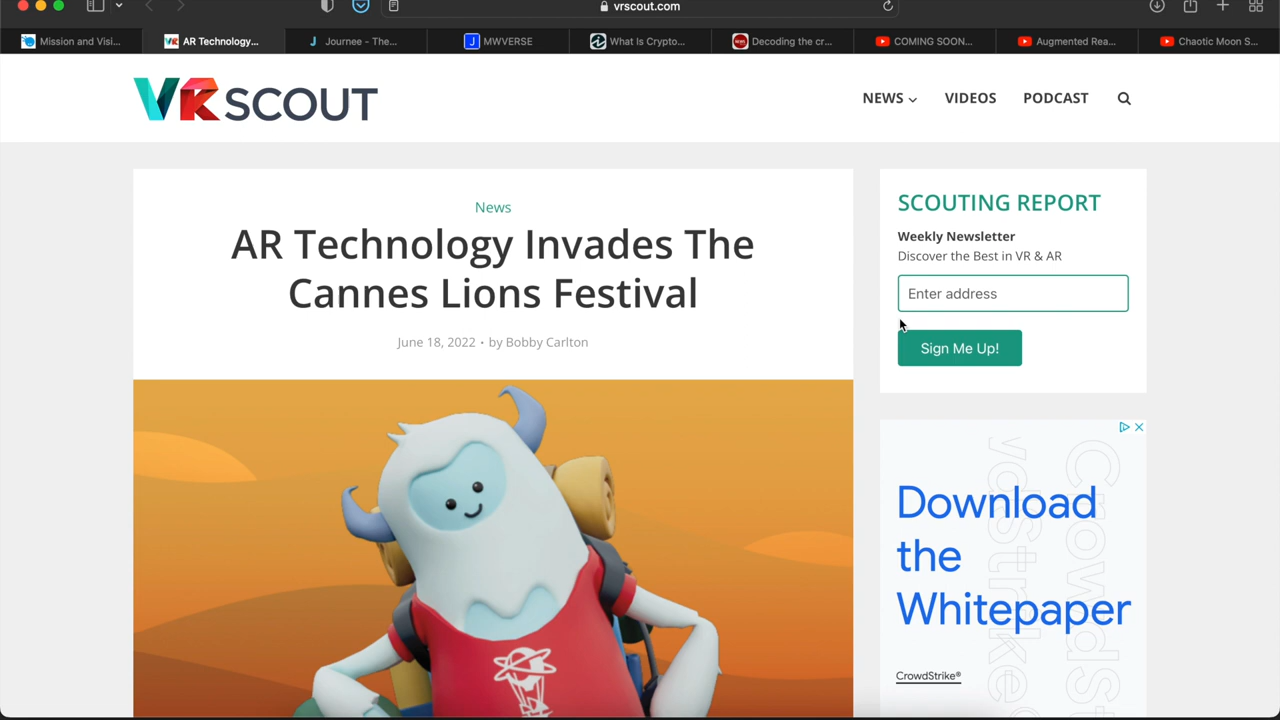 vrscout.com
Mission and Visi...
AR Technology...
Journee - The...
MWVERSE
What Is Crypto...
Decoding the cr...
COMING SOON...
Augmented Rea...
Chaotic Moon S...
VRSCOUT
NEWS
VIDEOS
PODCAST
News
AR Technology Invades The
Cannes Lions Festival
June 18, 2022 • by Bobby Carlton
SCOUTING REPORT
Weekly Newsletter
Discover the Best in VR & AR
Enter address
Sign Me Up!
Download
the
Whitepaper
CrowdStrike®